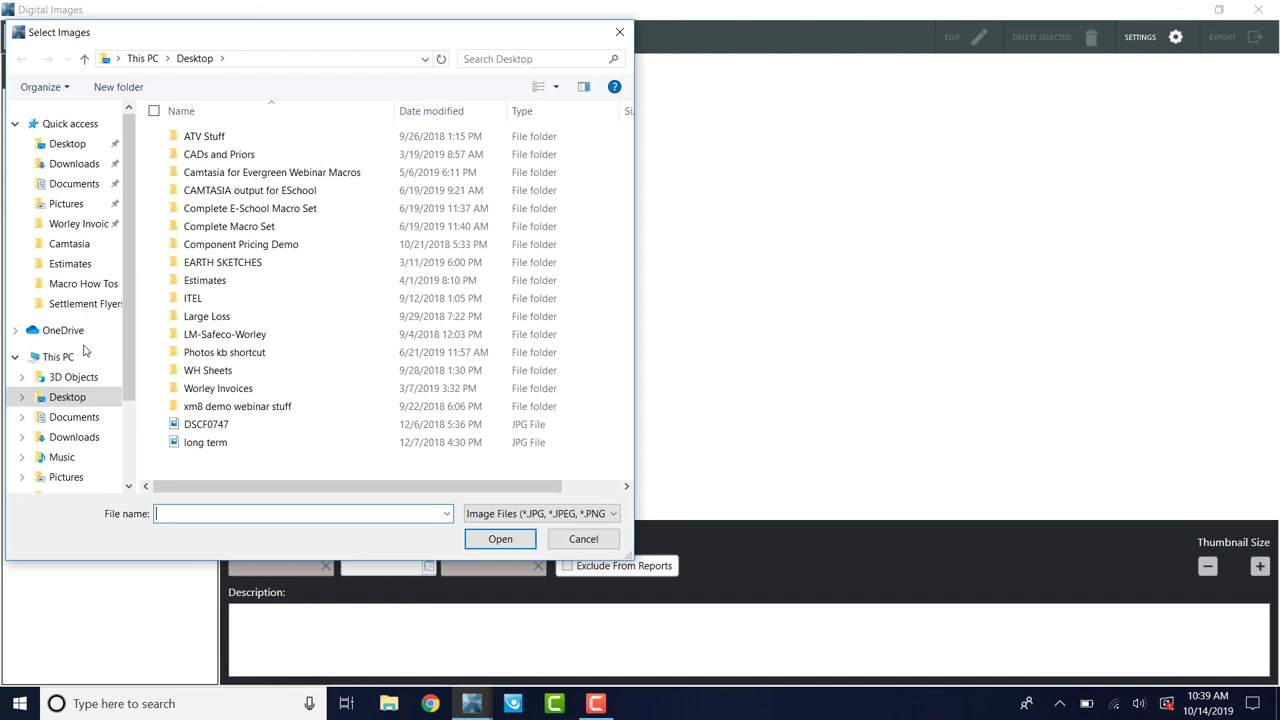 Digital Images
Select Images
EDIT
DELETE SELECTED
SETTINGS
EXPORT
This PC
Desktop
Search Desktop
Organize
New folder
Name
Date modified
Type
Quick access
Desktop
Downloads
Documents
Pictures
Worley Invoic
Camtasia
Estimates
Macro How Tos
Settlement Flyers
OneDrive
This PC
3D Objects
Desktop
Documents
Downloads
Music
Pictures
ATV Stuff 9/26/2018 1:15 PM File folder
CADs and Priors 3/19/2019 8:57 AM File folder
Camtasia for Evergreen Webinar Macros 5/6/2019 6:11 PM File folder
CAMTASIA output for ESchool 6/19/2019 9:21 AM File folder
Complete E-School Macro Set 6/19/2019 11:37 AM File folder
Complete Macro Set 6/19/2019 11:40 AM File folder
Component Pricing Demo 10/21/2018 5:33 PM File folder
EARTH SKETCHES 3/11/2019 6:00 PM File folder
Estimates 4/1/2019 8:10 PM File folder
ITEL 9/12/2018 1:05 PM File folder
Large Loss 9/29/2018 7:22 PM File folder
LM-Safeco-Worley 9/4/2018 12:03 PM File folder
Photos kb shortcut 6/21/2019 11:57 AM File folder
WH Sheets 9/28/2018 1:30 PM File folder
Worley Invoices 3/7/2019 3:32 PM File folder
xm8 demo webinar stuff 9/22/2018 6:06 PM File folder
DSCF0747 12/6/2018 5:36 PM JPG File
long term 12/7/2018 4:30 PM JPG File
File name:
Image Files (*.JPG, *.JPEG, *.PNG
Open
Cancel
Thumbnail Size
Exclude From Reports
Description:
Type here to search
10:39 AM
10/14/2019